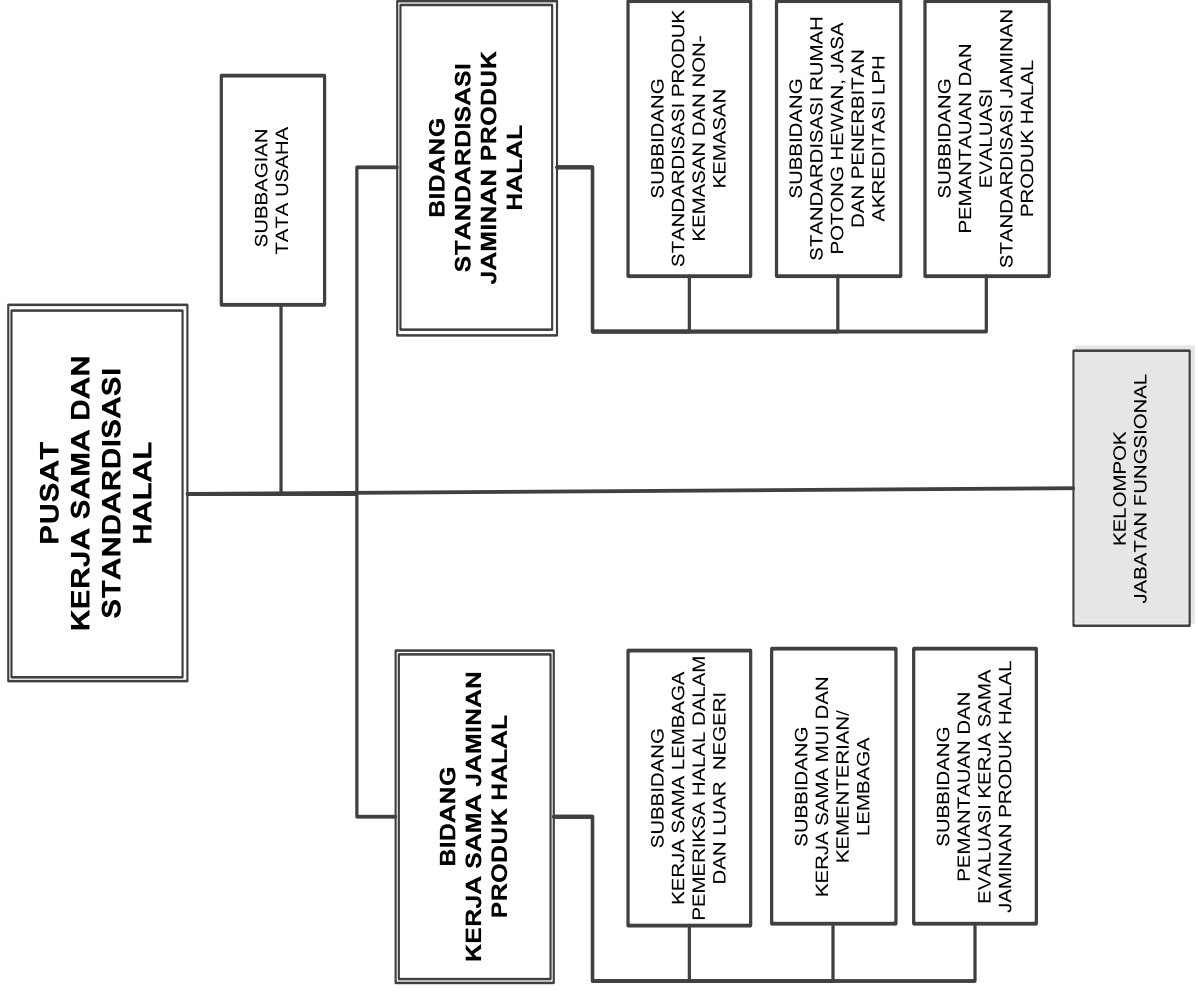 PUSAT
KERJA SAMA DAN
STANDARDISASI
HALAL
SUBBAGIAN
TATA USAHA
BIDANG
KERJA SAMA JAMINAN
PRODUK HALAL
BIDANG
STANDARDISASI
JAMINAN PRODUK
HALAL
SUBBIDANG
KERJA SAMA LEMBAGA
PEMERIKSA HALAL DALAM
DAN LUAR NEGERI
SUBBIDANG
KERJA SAMA MUI DAN
KEMENTERIAN/
LEMBAGA
SUBBIDANG
PEMANTAUAN DAN
EVALUASI KERJA SAMA
JAMINAN PRODUK HALAL
SUBBIDANG
STANDARDISASI PRODUK
KEMASAN DAN NON-
KEMASAN
SUBBIDANG
STANDARDISASI RUMAH
POTONG HEWAN, JASA
DAN PENERBITAN
AKREDITASI LPH
SUBBIDANG
PEMANTAUAN DAN
EVALUASI
STANDARDISASI JAMINAN
PRODUK HALAL
KELOMPOK
JABATAN FUNGSIONAL